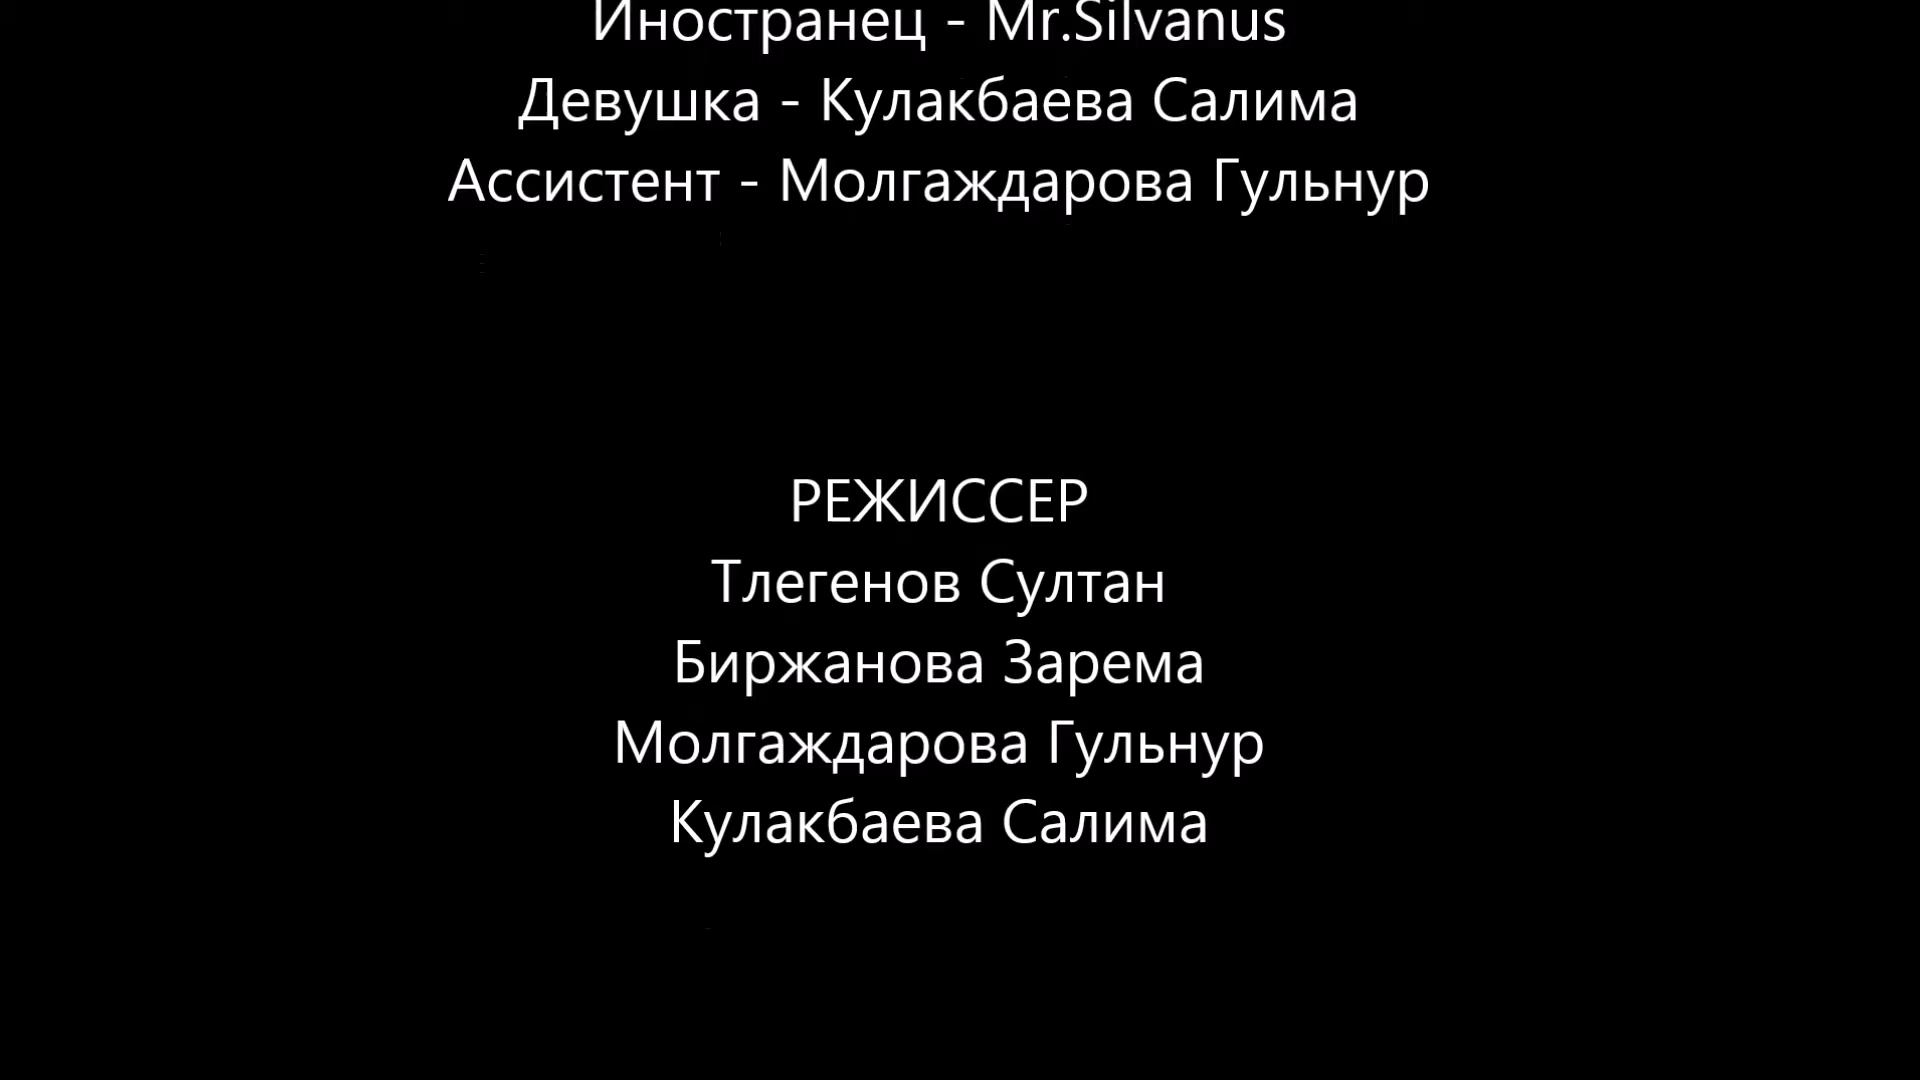 Иностранец - Mr.Silvanus
Девушка - Кулакбаева Салима
Ассистент - Молгаждарова Гульнур
РЕЖИССЕР
Тлегенов Султан
Биржанова Зарема
Молгаждарова Гульнур
Кулакбаева Салима